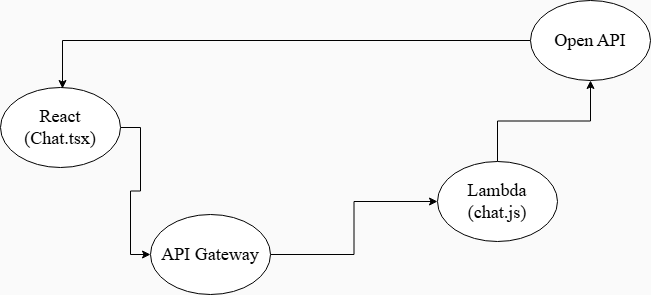 Open API
React
(Chat.tsx)
Lambda
(chat.js)
API Gateway